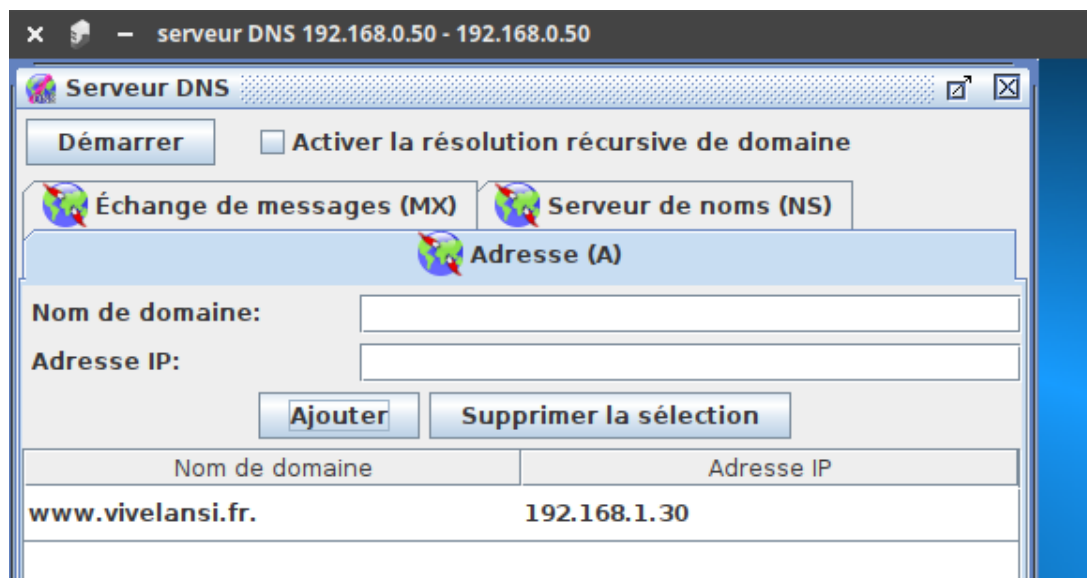 serveur DNS 192.168.0.50 - 192.168.0.50
Serveur DNS
Démarrer Activer la résolution récursive de domaine
Échange de messages (MX) Serveur de noms (NS)
Adresse (A)
Nom de domaine:
Adresse IP:
Ajouter Supprimer la sélection
Nom de domaine Adresse IP
www.vivelansi.fr. 192.168.1.30